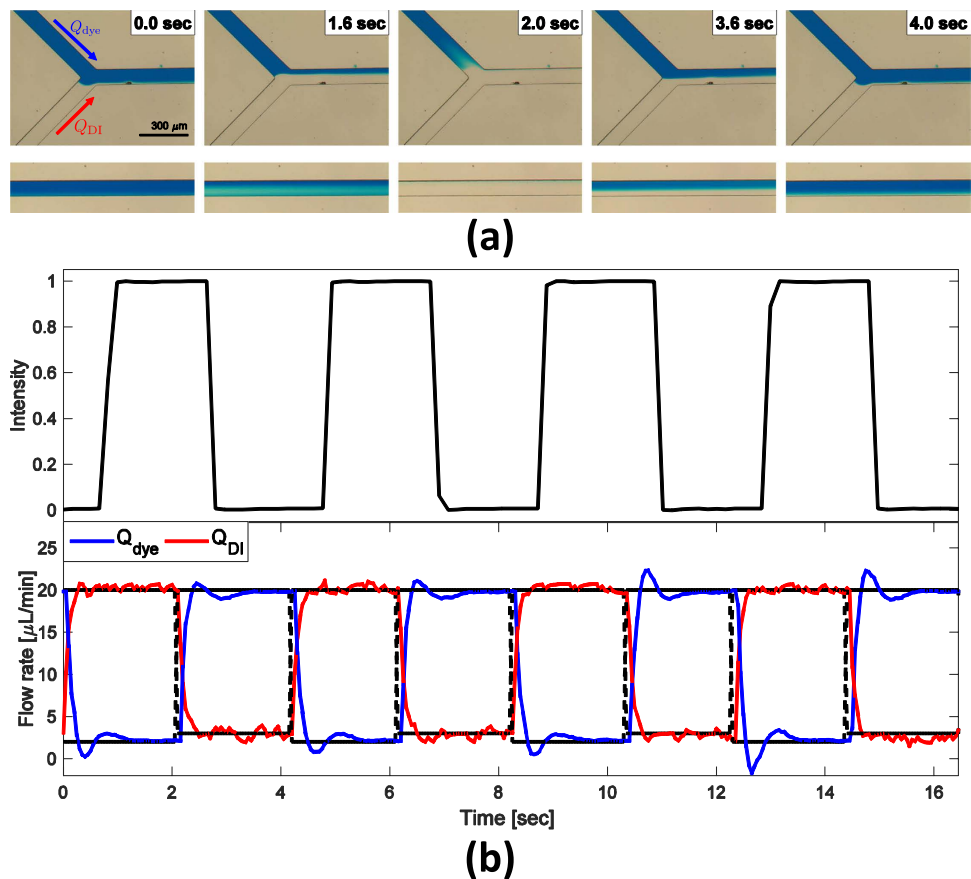 0.0 sec 1.6 sec 2.0 sec 3.6 sec 4.0 sec
Q_dye
Q_DI
300 μm
(a)
Intensity
1
0.8
0.6
0.4
0.2
0
Flow rate [μL/min]
Q_dye Q_DI
25
20
15
10
5
0
0 2 4 6 8 10 12 14 16
Time [sec]
(b)